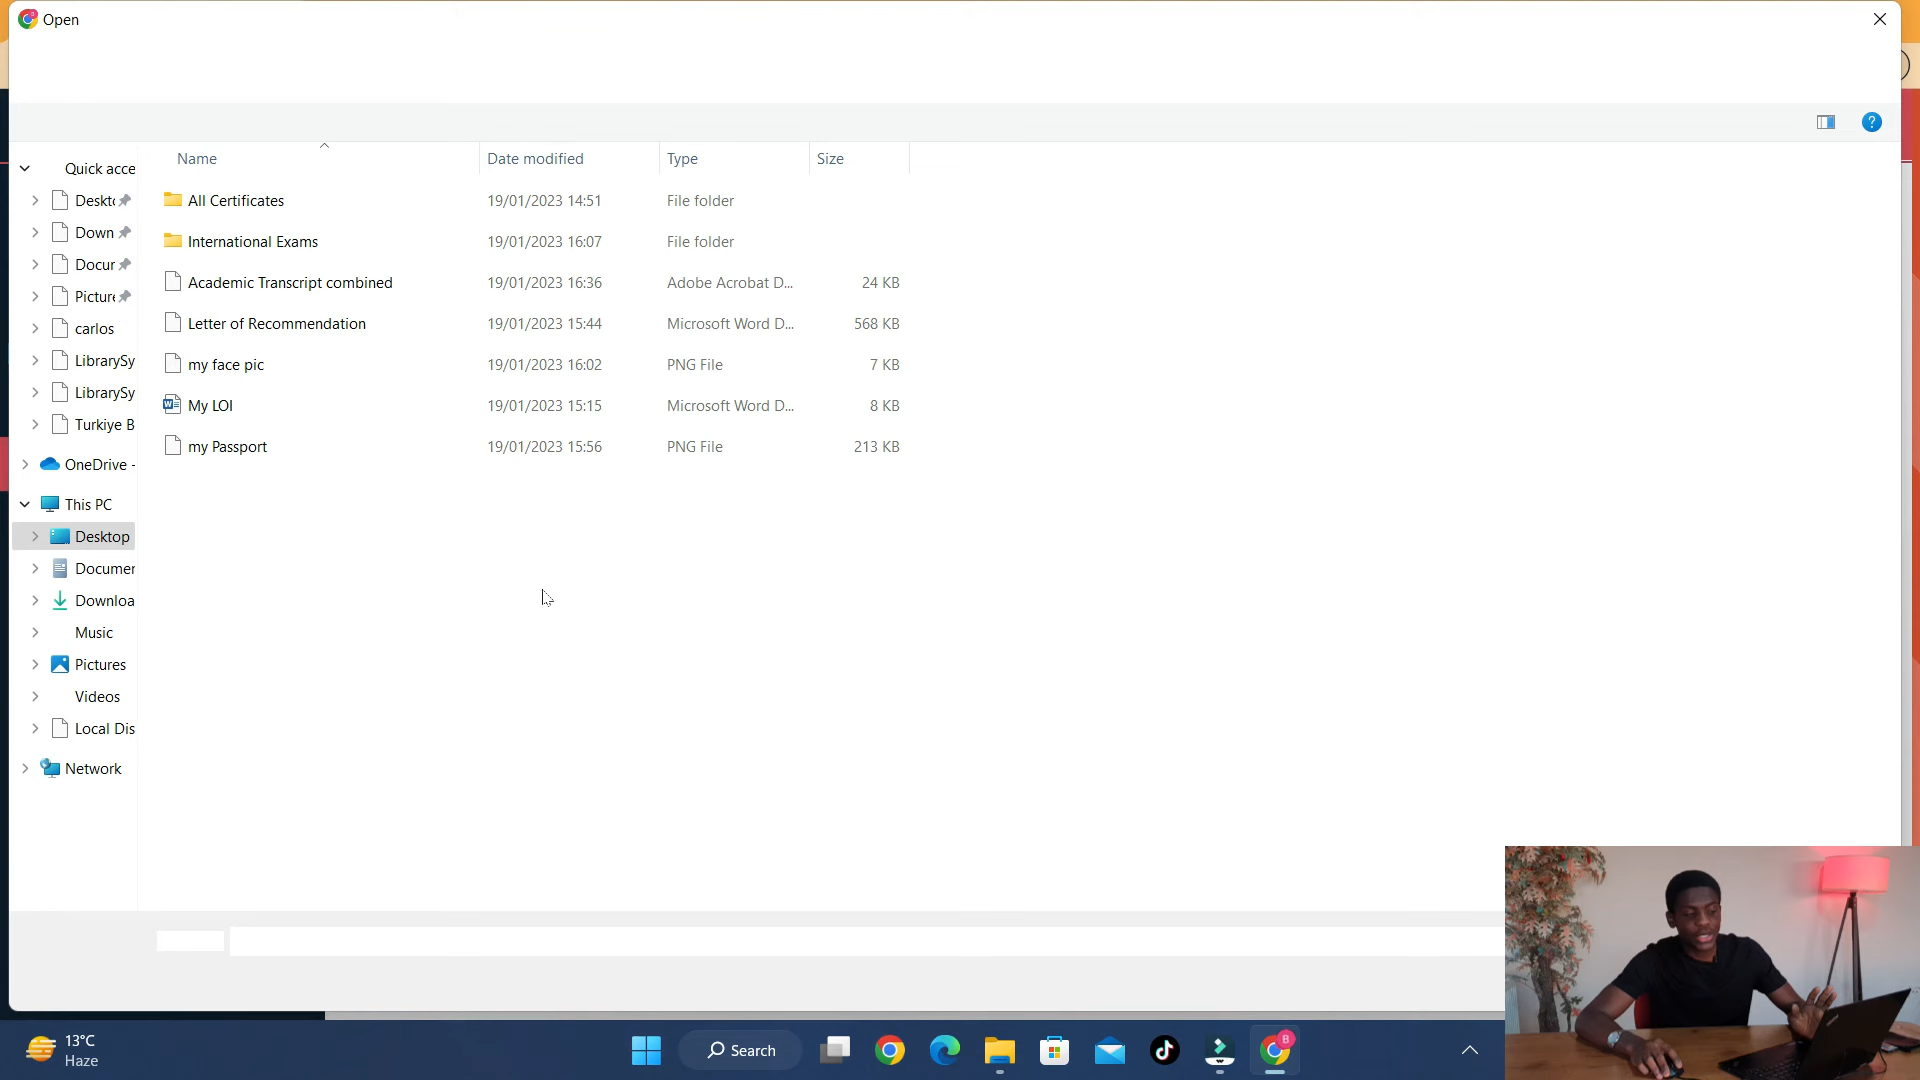 Open
Name
Date modified
Type
Size
Quick acce
Deskt
Down
Docur
Picture
carlos
LibrarySy
LibrarySy
Turkiye B
OneDrive -
This PC
Desktop
Documer
Downloa
Music
Pictures
Videos
Local Dis
Network
All Certificates 19/01/2023 14:51 File folder
International Exams 19/01/2023 16:07 File folder
Academic Transcript combined 19/01/2023 16:36 Adobe Acrobat D... 24 KB
Letter of Recommendation 19/01/2023 15:44 Microsoft Word D... 568 KB
my face pic 19/01/2023 16:02 PNG File 7 KB
My LOI 19/01/2023 15:15 Microsoft Word D... 8 KB
my Passport 19/01/2023 15:56 PNG File 213 KB
13°C
Haze
Search
B